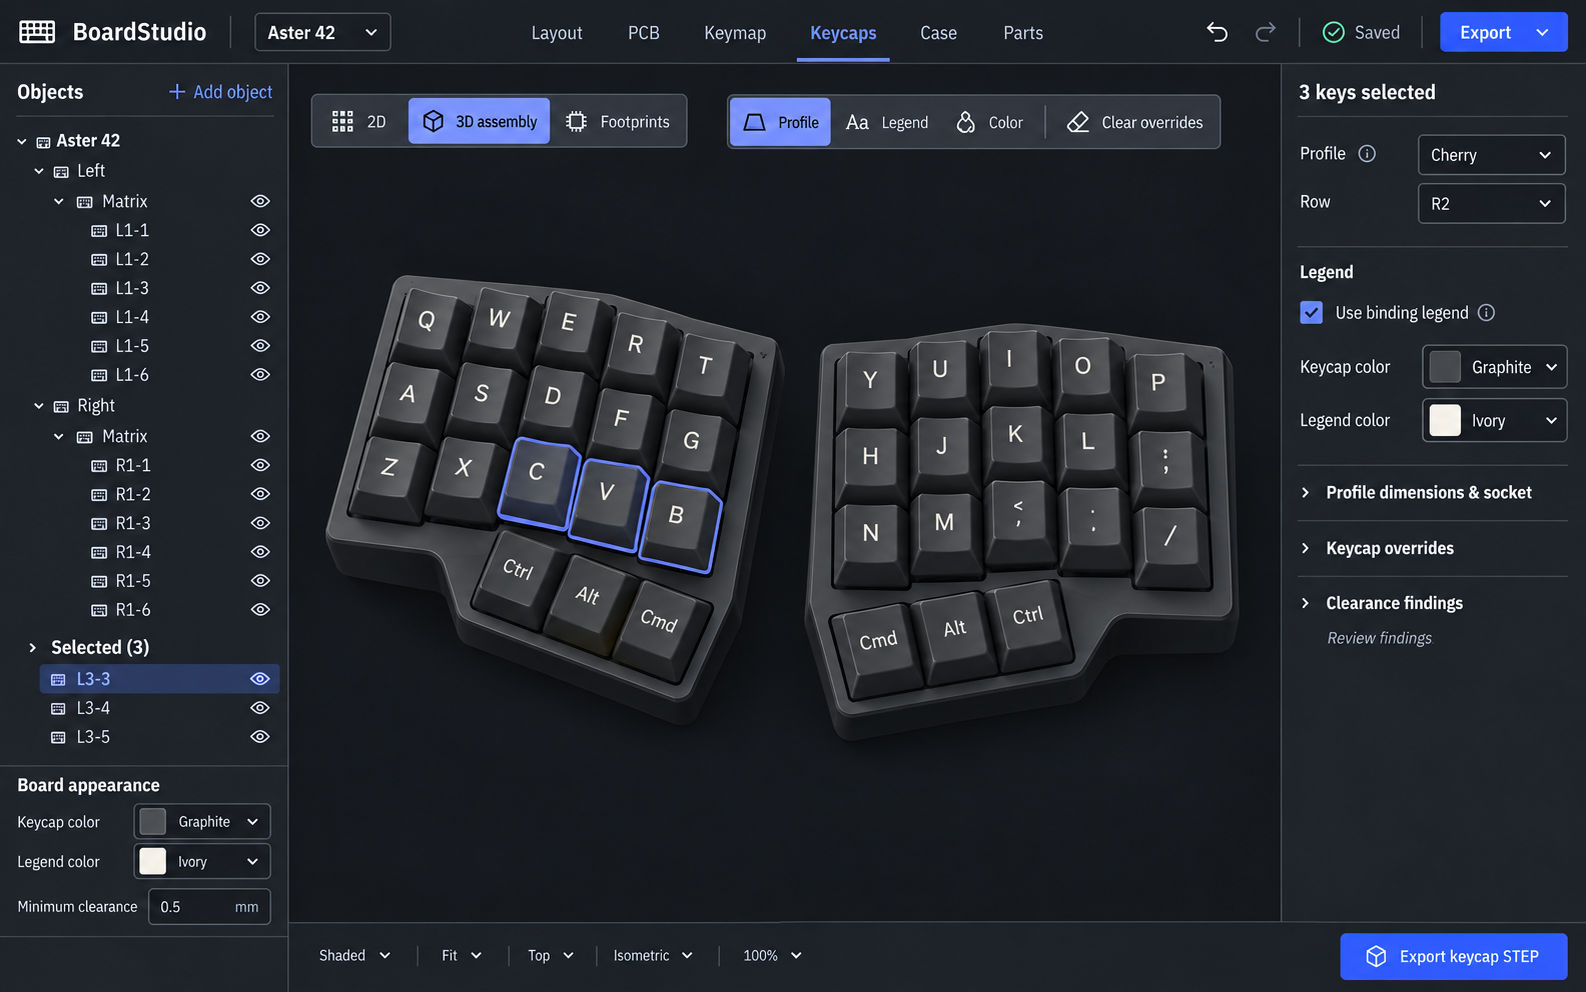 BoardStudio
Aster 42
Layout
PCB
Keymap
Keycaps
Case
Parts
Saved
Export
Objects
Add object
Aster 42
Left
Matrix
L1-1
L1-2
L1-3
L1-4
L1-5
L1-6
Right
Matrix
R1-1
R1-2
R1-3
R1-4
R1-5
R1-6
Selected (3)
L3-3
L3-4
L3-5
Board appearance
Keycap color
Graphite
Legend color
Ivory
Minimum clearance
0.5 mm
2D
3D assembly
Footprints
Profile
Aa Legend
Color
Clear overrides
Q W E R T
A S D F G
Z X C V B
Ctrl Alt Cmd
Y U I O P
H J K L ;
N M < , : /
Cmd Alt Ctrl
3 keys selected
Profile
Cherry
Row
R2
Legend
Use binding legend
Keycap color
Graphite
Legend color
Ivory
Profile dimensions & socket
Keycap overrides
Clearance findings
Review findings
Shaded
Fit
Top
Isometric
100%
Export keycap STEP